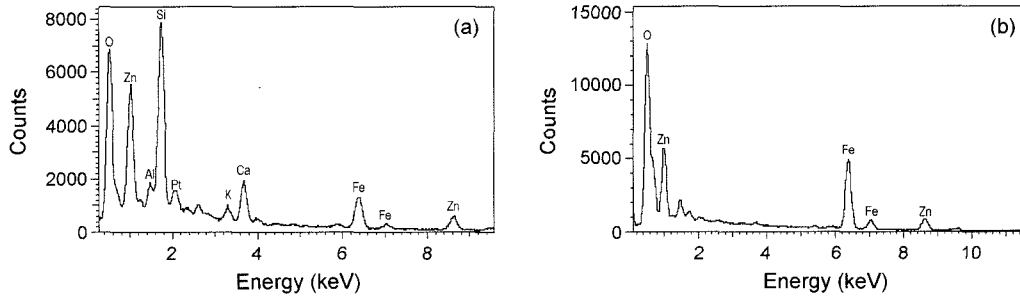 (a)
8000
6000
4000
2000
0
Counts
O
Zn
Al
Si
Pt
K
Ca
Fe
Fe
Zn
2
4
6
8
Energy (keV)
(b)
15000
10000
5000
0
Counts
O
Zn
Fe
Fe
Zn
2
4
6
8
10
Energy (keV)